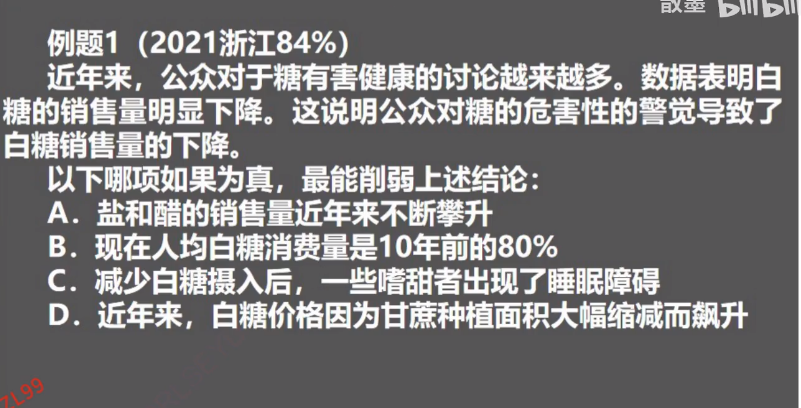 散墨 bilibili
例题1（2021浙江84%）
近年来，公众对于糖有害健康的讨论越来越多。数据表明白
糖的销售量明显下降。这说明公众对糖的危害性的警觉导致了
白糖销售量的下降。
以下哪项如果为真，最能削弱上述结论：
A．盐和醋的销售量近年来不断攀升
B．现在人均白糖消费量是10年前的80%
C．减少白糖摄入后，一些嗜甜者出现了睡眠障碍
D．近年来，白糖价格因为甘蔗种植面积大幅缩减而飙升
ZL99